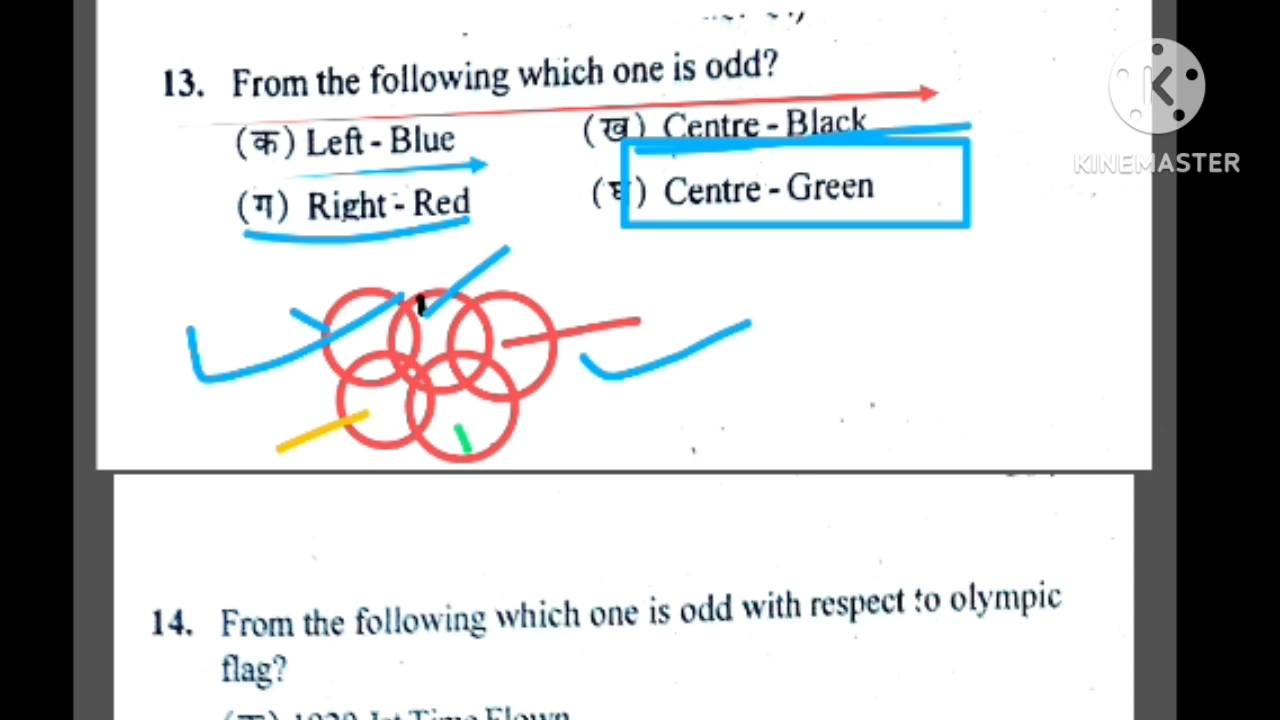 13. From the following which one is odd?
(क) Left - Blue (ख) Centre - Black
(ग) Right - Red (घ) Centre - Green
KINEMASTER
14. From the following which one is odd with respect to olympic
flag?